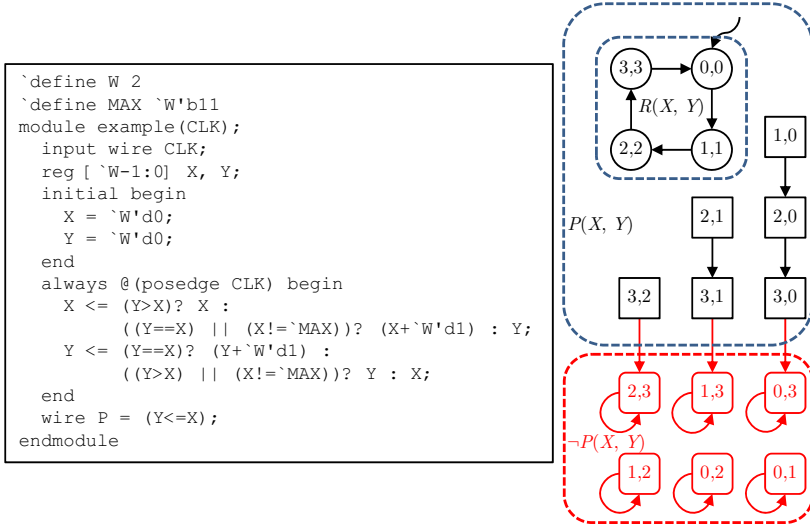 `define W 2
`define MAX `W'b11
module example(CLK);
input wire CLK;
reg [`W-1:0] X, Y;
initial begin
X = `W'd0;
Y = `W'd0;
end
always @(posedge CLK) begin
X <= (Y>X)? X :
((Y==X) || (X!=`MAX))? (X+`W'd1) : Y;
Y <= (Y==X)? (Y+`W'd1) :
((Y>X) || (X!=`MAX))? Y : X;
end
wire P = (Y<=X);
endmodule
3,3 0,0
R(X, Y)
2,2 1,1
1,0
P(X, Y)
2,1 2,0
3,2 3,1 3,0
2,3 1,3 0,3
¬P(X, Y)
1,2 0,2 0,1